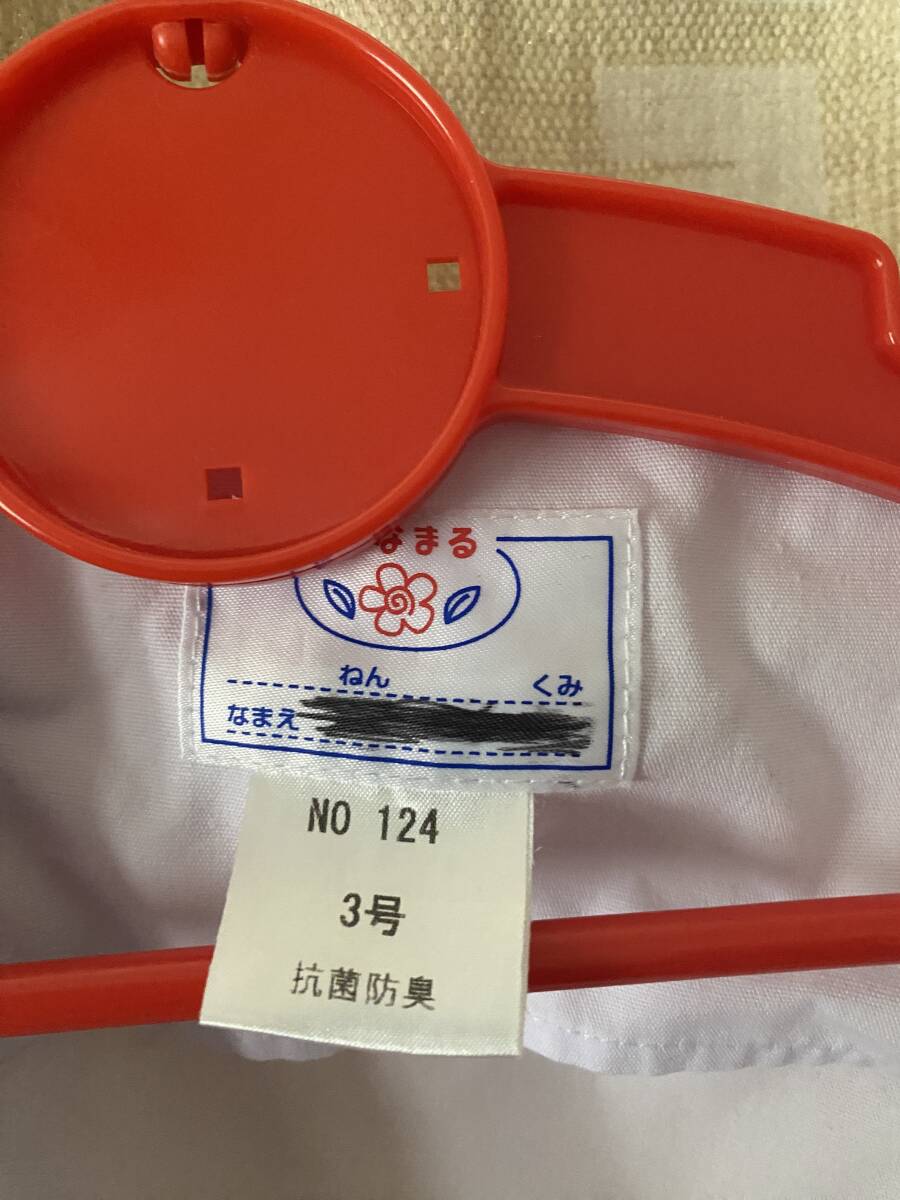 なまる
ねん くみ
なまえ
NO 124
3号
抗菌防臭